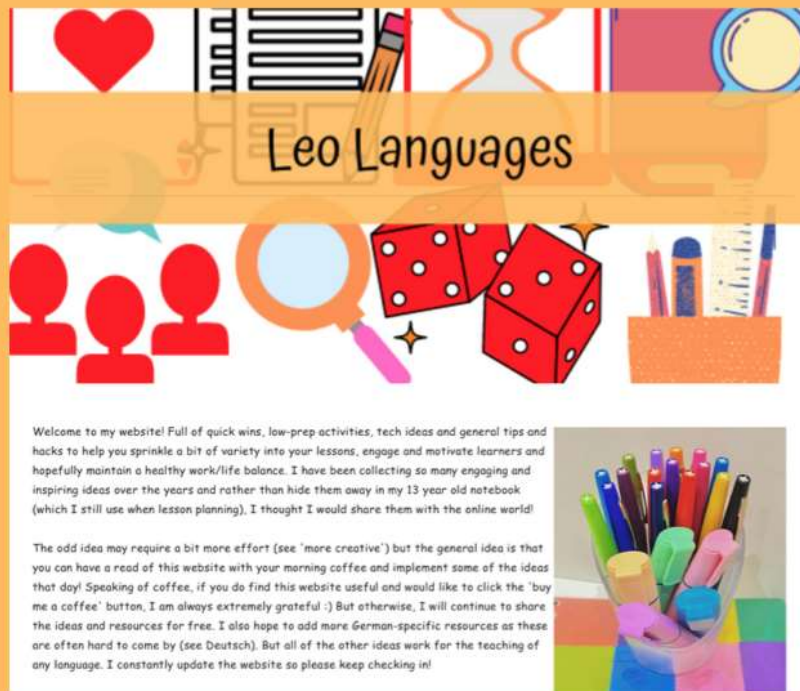 Leo Languages
Welcome to my website! Full of quick wins, low-prep activities, tech ideas and general tips and
hacks to help you sprinkle a bit of variety into your lessons, engage and motivate learners and
hopefully maintain a healthy work/life balance. I have been collecting so many engaging and
inspiring ideas over the years and rather than hide them away in my 13 year old notebook
(which I still use when lesson planning), I thought I would share them with the online world!
The odd idea may require a bit more effort (see 'more creative') but the general idea is that
you can have a read of this website with your morning coffee and implement some of the ideas
that day! Speaking of coffee, if you do find this website useful and would like to click the 'buy
me a coffee' button, I am always extremely grateful :) But otherwise, I will continue to share
the ideas and resources for free. I also hope to add more German-specific resources as these
are often hard to come by (see Deutsch). But all of the other ideas work for the teaching of
any language. I constantly update the website so please keep checking in!